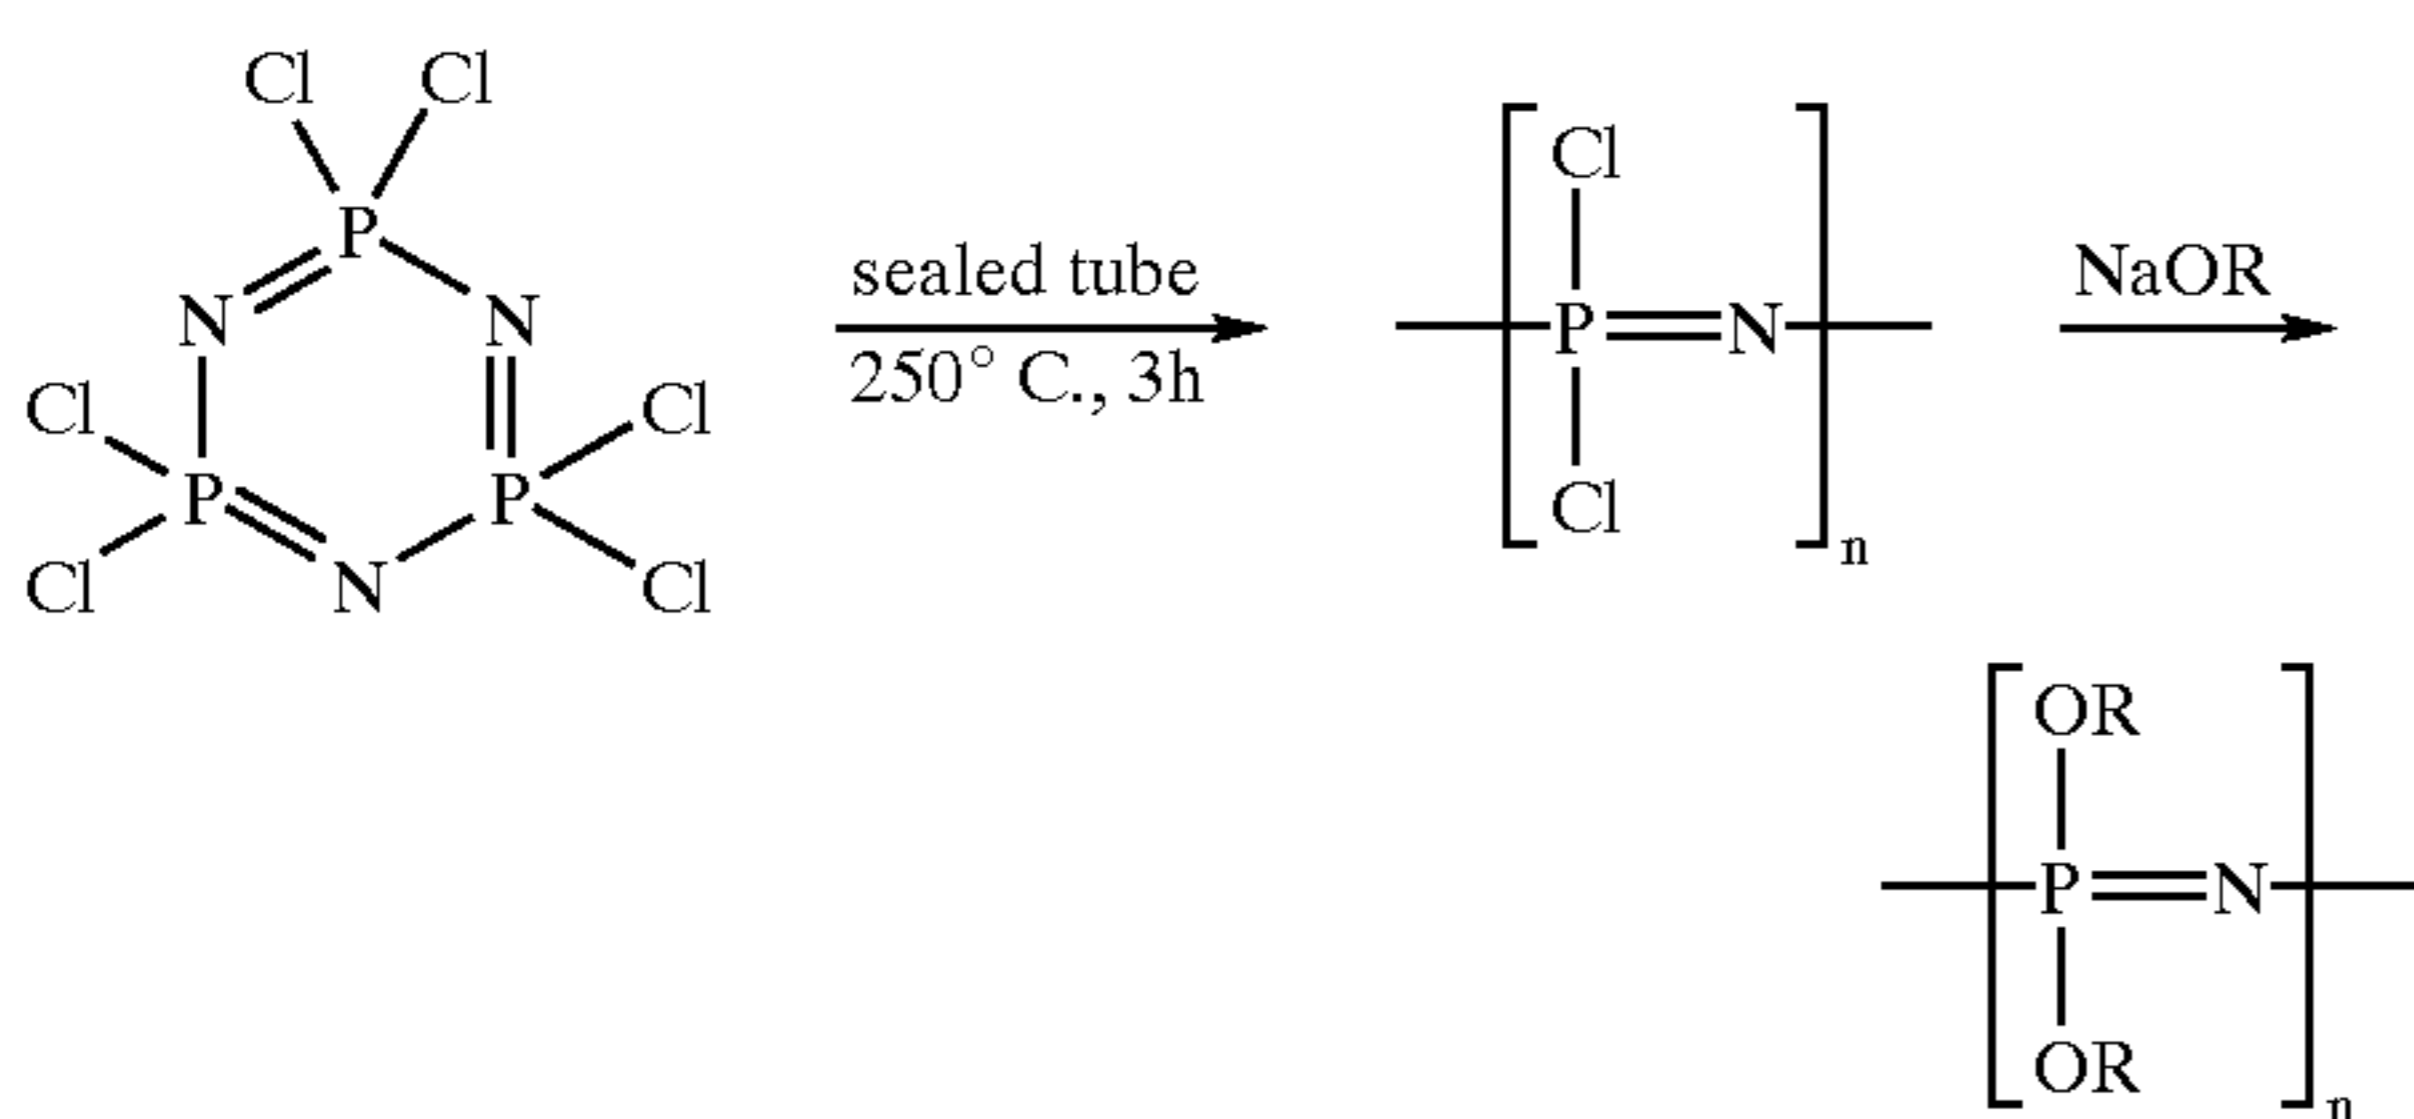 Cl Cl
P
N N
Cl Cl
P P
Cl N Cl
sealed tube
250° C., 3h
Cl
P N
Cl
n
NaOR
OR
P N
OR
n